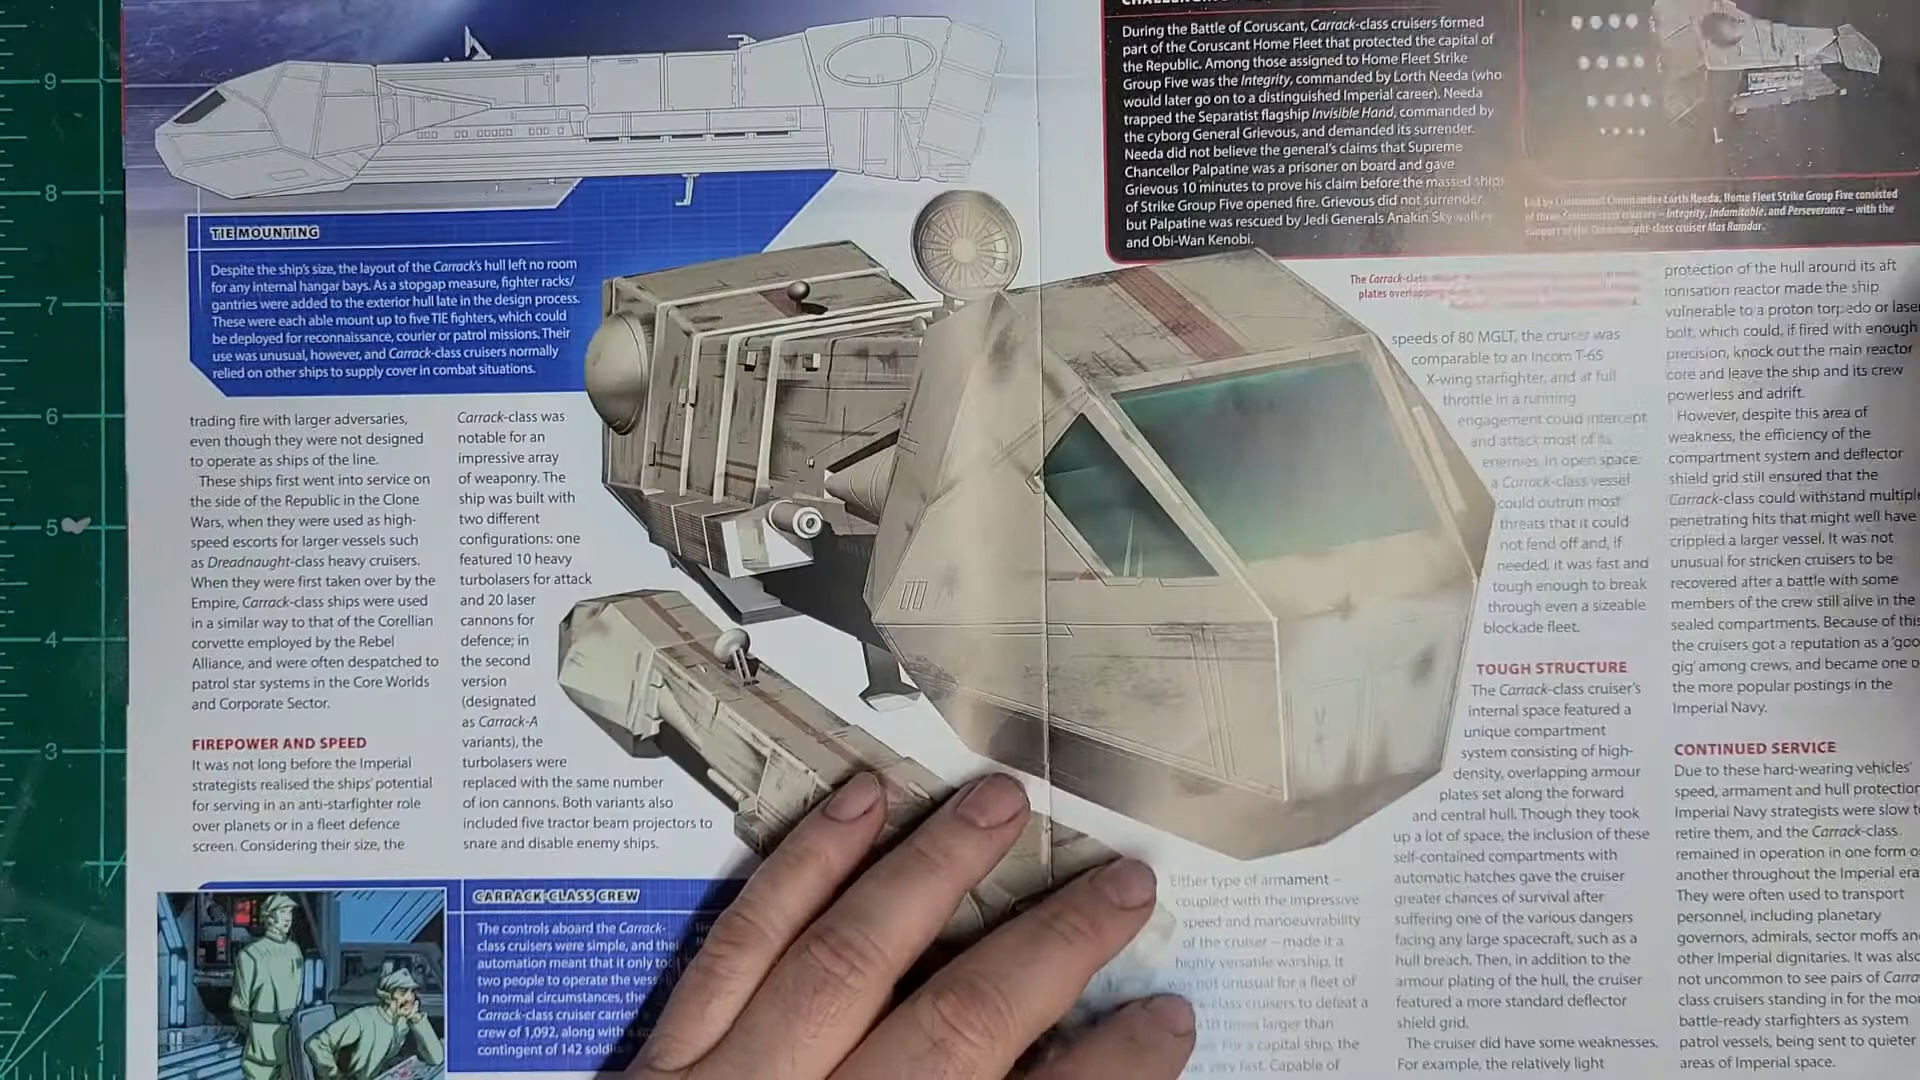 9
8
7
6
5
4
3
1
TIE MOUNTING
Despite the ship's size, the layout of the Carrack's hull left no room
for any internal hangar bays. As a stopgap measure, fighter racks/
gantries were added to the exterior hull late in the design process.
These were each able mount up to five TIE fighters, which could
be deployed for reconnaissance, courier or patrol missions. Their
use was unusual, however, and Carrack-class cruisers normally
relied on other ships to supply cover in combat situations.
trading fire with larger adversaries,
even though they were not designed
to operate as ships of the line.
These ships first went into service on
the side of the Republic in the Clone
Wars, when they were used as high-
speed escorts for larger vessels such
as Dreadnaught-class heavy cruisers.
When they were first taken over by the
Empire, Carrack-class ships were used
in a similar way to that of the Corellian
corvette employed by the Rebel
Alliance, and were often despatched to
patrol star systems in the Core Worlds
and Corporate Sector.
FIREPOWER AND SPEED
It was not long before the Imperial
strategists realised the ships' potential
for serving in an anti-starfighter role
over planets or in a fleet defence
screen. Considering their size, the
Carrack-class was
notable for an
impressive array
of weaponry. The
ship was built with
two different
configurations: one
featured 10 heavy
turbolasers for attack
and 20 laser
cannons for
defence; in
the second
version
(designated
as Carrack-A
variants), the
turbolasers were
replaced with the same number
of ion cannons. Both variants also
included five tractor beam projectors to
snare and disable enemy ships.
CARRACK-CLASS CREW
The controls aboard the Carrack-
class cruisers were simple, and the
automation meant that it only
two people to operate the
In normal circumstances, the
Carrack-class cruiser carried
crew of 1,092, along with
contingent of 142
During the Battle of Coruscant, Carrack-class cruisers formed
part of the Coruscant Home Fleet that protected the capital of
the Republic. Among those assigned to Home Fleet Strike
Group Five was the Integrity, commanded by Lorth Needa (who
would later go on to a distinguished Imperial career). Needa
trapped the Separatist flagship Invisible Hand, commanded by
the cyborg General Grievous, and demanded its surrender.
Needa did not believe the general's claims that Supreme
Chancellor Palpatine was a prisoner on board and gave
Grievous 10 minutes to prove his claim before the massed ships
of Strike Group Five opened fire. Grievous did not surrender,
but Palpatine was rescued by Jedi Generals Anakin Skywalker
and Obi-Wan Kenobi.
Commander Lorth Needa, Home Fleet Strike Group Five consisted
Integrity, Indomitable, and Perseverance – with the
cruiser Mas Ramdar.
The Carrack-class
plates
Either type of armament –
coupled with the impressive
speed and manoeuvrability
of the cruiser – made it a
highly versatile warship. It
was not unusual for a fleet of
class cruisers to defeat a
10 times larger than
For a capital ship, the
was very fast. Capable of
speeds of 80 MGLT, the cruiser was
comparable to an Incom T-65
X-wing starfighter, and at full
throttle in a running
engagement could intercept
and attack most of its
enemies. In open space,
a Carrack-class vessel
could outrun most
threats that it could
not fend off and, if
needed, it was fast and
tough enough to break
through even a sizeable
blockade fleet.
TOUGH STRUCTURE
The Carrack-class cruiser's
internal space featured a
unique compartment
system consisting of high-
density, overlapping armour
plates set along the forward
and central hull. Though they took
up a lot of space, the inclusion of these
self-contained compartments with
automatic hatches gave the cruiser
greater chances of survival after
suffering one of the various dangers
facing any large spacecraft, such as a
hull breach. Then, in addition to the
armour plating of the hull, the cruiser
featured a more standard deflector
shield grid.
The cruiser did have some weaknesses.
For example, the relatively light
protection of the hull around its aft
ionisation reactor made the ship
vulnerable to a proton torpedo or laser
bolt, which could, if fired with enough
precision, knock out the main reactor
core and leave the ship and its crew
powerless and adrift.
However, despite this area of
weakness, the efficiency of the
compartment system and deflector
shield grid still ensured that the
Carrack-class could withstand multiple
penetrating hits that might well have
crippled a larger vessel. It was not
unusual for stricken cruisers to be
recovered after a battle with some
members of the crew still alive in the
sealed compartments. Because of this
the cruisers got a reputation as a 'goo
gig' among crews, and became one o
the more popular postings in the
Imperial Navy.
CONTINUED SERVICE
Due to these hard-wearing vehicles'
speed, armament and hull protection
Imperial Navy strategists were slow to
retire them, and the Carrack-class
remained in operation in one form o
another throughout the Imperial era
They were often used to transport
personnel, including planetary
governors, admirals, sector moffs an
other Imperial dignitaries. It was also
not uncommon to see pairs of Carra
class cruisers standing in for the mo
battle-ready starfighters as system
patrol vessels, being sent to quieter
areas of Imperial space.